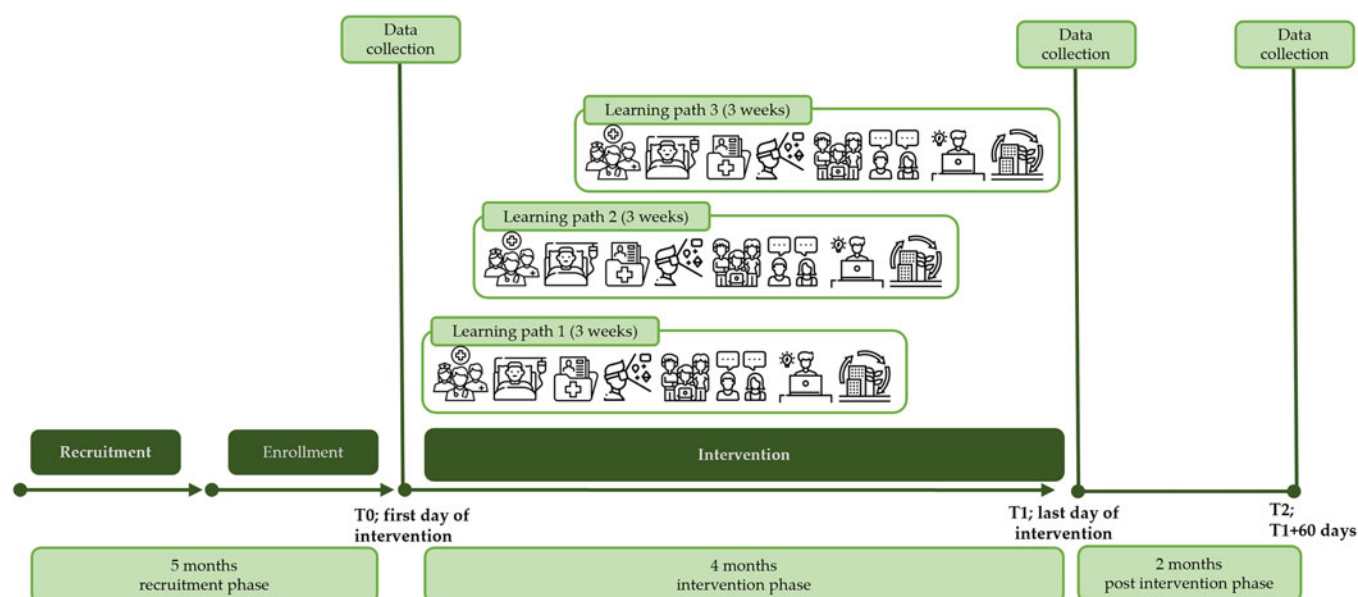 Data
collection
Data
collection
Data
collection
Learning path 3 (3 weeks)
Learning path 2 (3 weeks)
Learning path 1 (3 weeks)
Recruitment
Enrollment
Intervention
T0; first day of
intervention
T1; last day of
intervention
T2;
T1+60 days
5 months
recruitment phase
4 months
intervention phase
2 months
post intervention phase